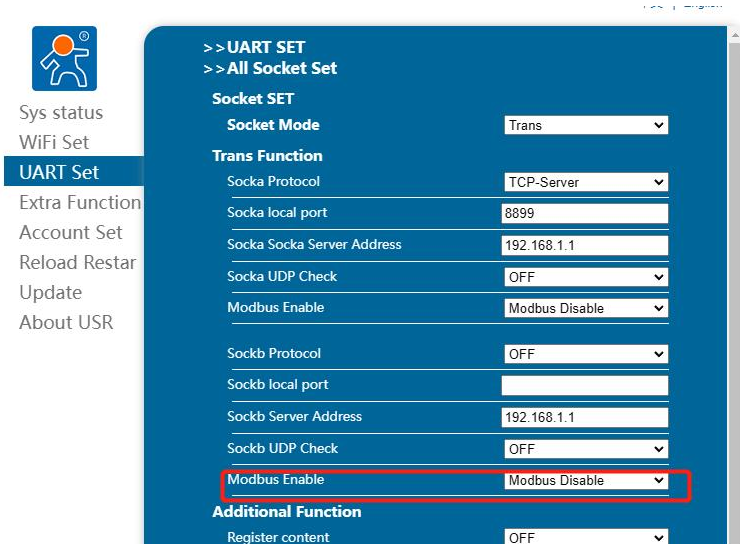 ®
Sys status
WiFi Set
UART Set
Extra Function
Account Set
Reload Restar
Update
About USR
>>UART SET
>>All Socket Set
Socket SET
Socket Mode Trans
Trans Function
Socka Protocol TCP-Server
Socka local port 8899
Socka Socka Server Address 192.168.1.1
Socka UDP Check OFF
Modbus Enable Modbus Disable
Sockb Protocol OFF
Sockb local port
Sockb Server Address 192.168.1.1
Sockb UDP Check OFF
Modbus Enable Modbus Disable
Additional Function
Register content OFF